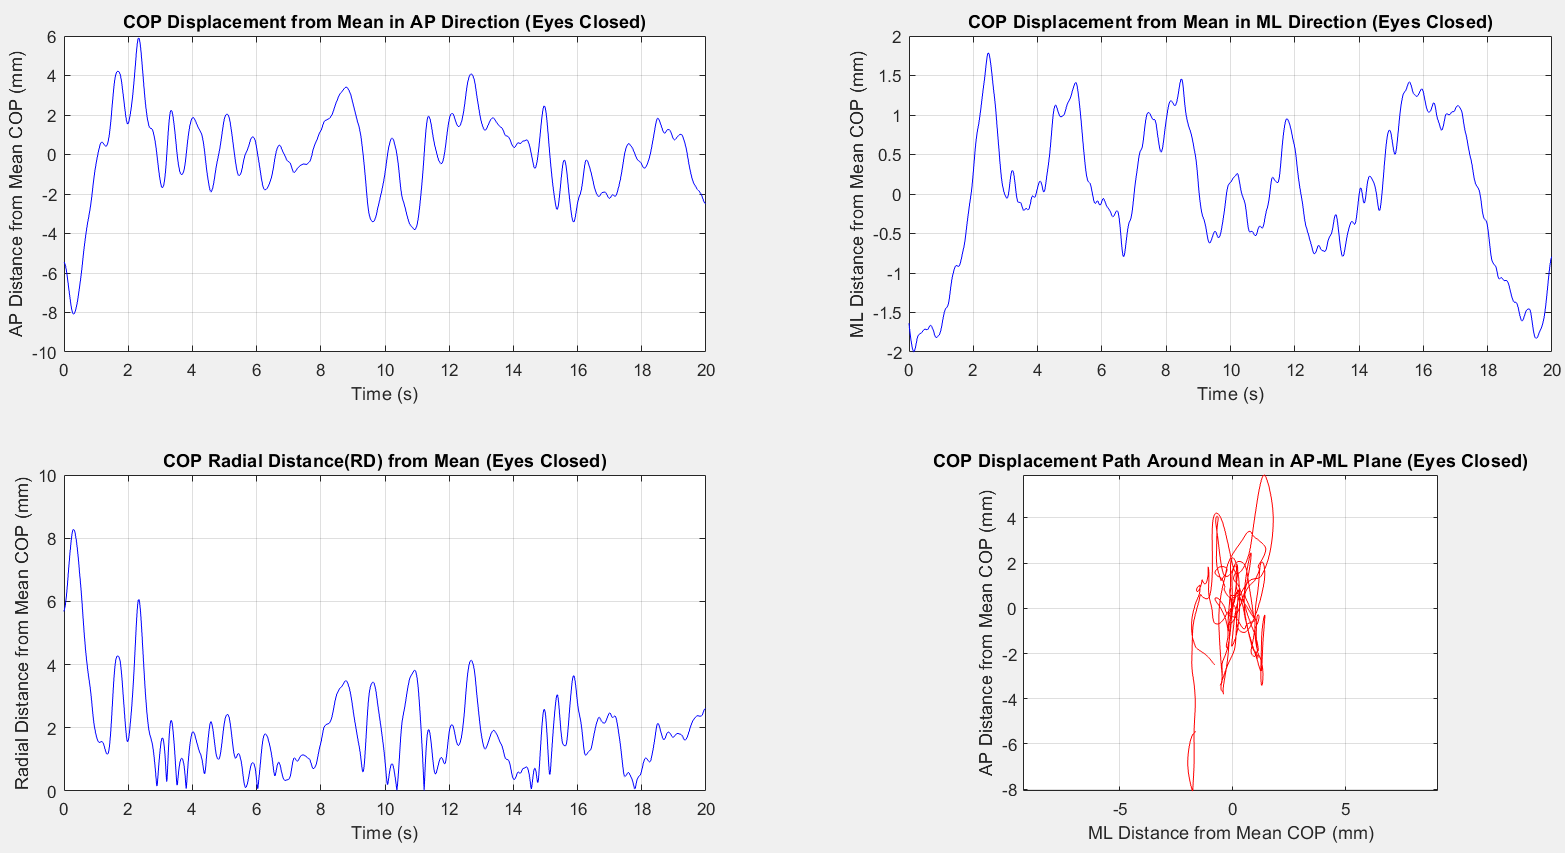 COP Displacement from Mean in AP Direction (Eyes Closed)
AP Distance from Mean COP (mm)
6
4
2
0
-2
-4
-6
-8
-10
0 2 4 6 8 10 12 14 16 18 20
Time (s)
COP Displacement from Mean in ML Direction (Eyes Closed)
ML Distance from Mean COP (mm)
2
1.5
1
0.5
0
-0.5
-1
-1.5
-2
0 2 4 6 8 10 12 14 16 18 20
Time (s)
COP Radial Distance(RD) from Mean (Eyes Closed)
Radial Distance from Mean COP (mm)
10
8
6
4
2
0
0 2 4 6 8 10 12 14 16 18 20
Time (s)
COP Displacement Path Around Mean in AP-ML Plane (Eyes Closed)
AP Distance from Mean COP (mm)
4
2
0
-2
-4
-6
-8
-5 0 5
ML Distance from Mean COP (mm)